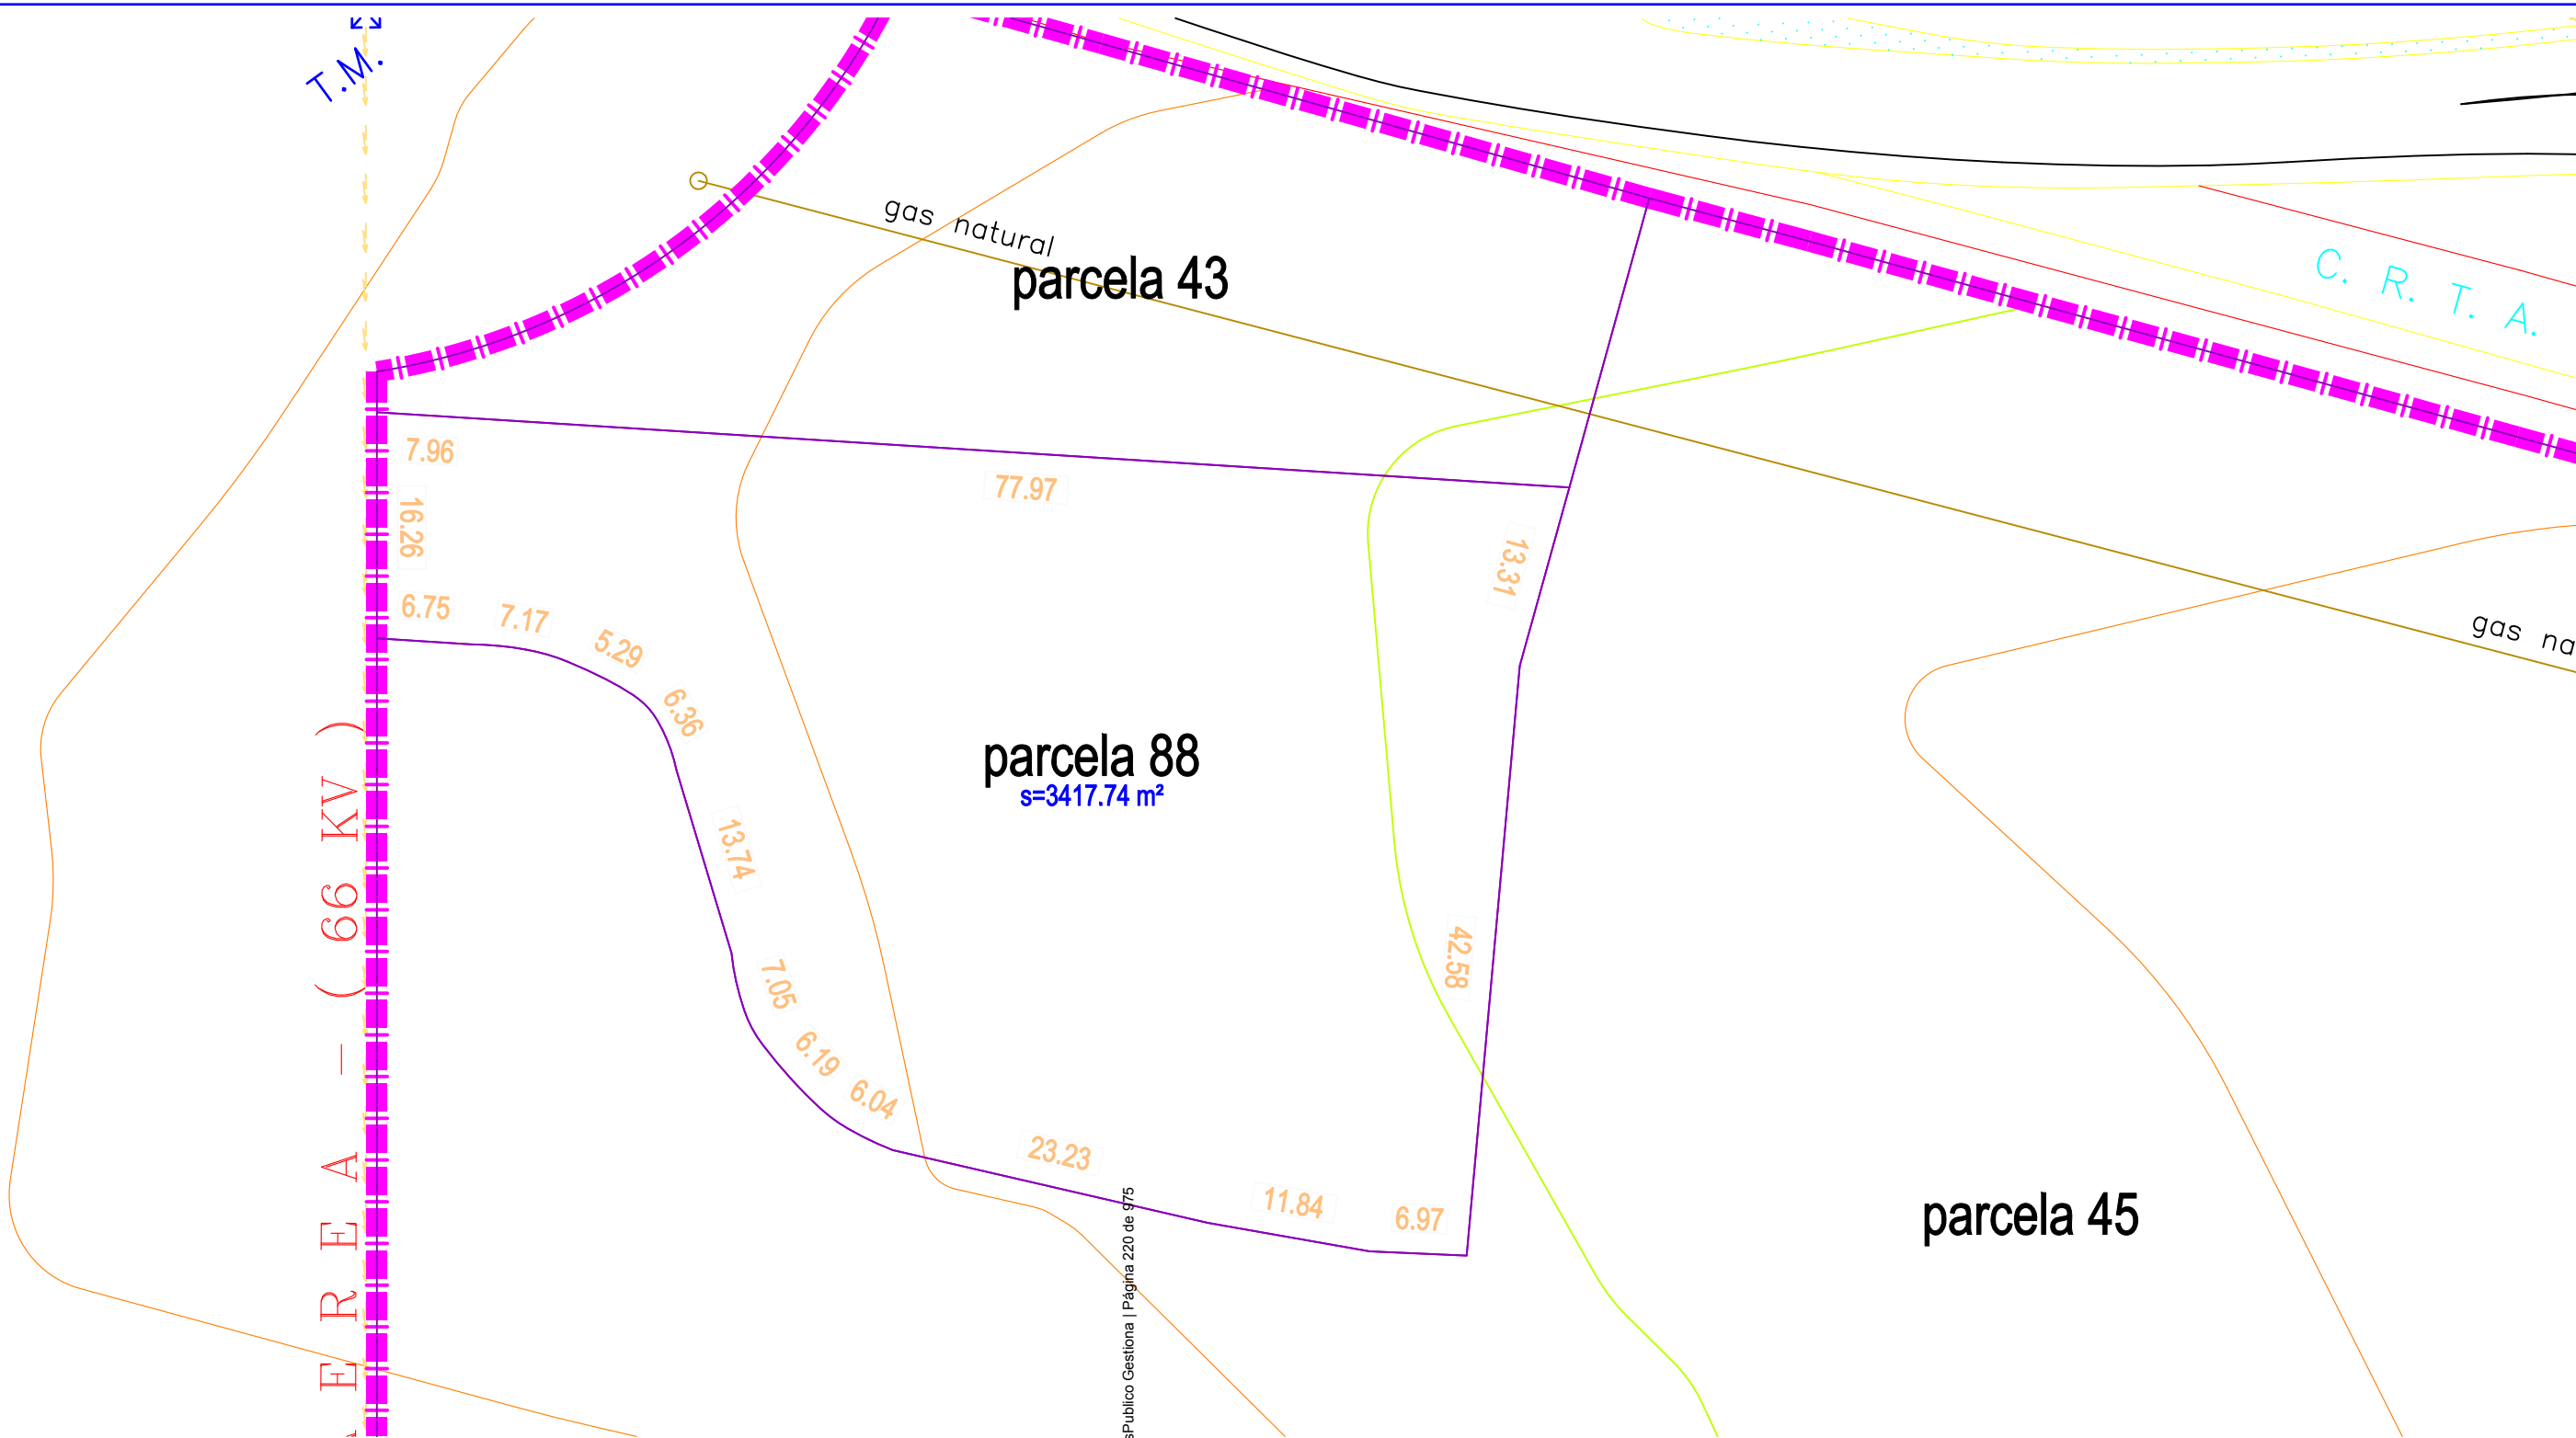 T.M.
gas natural
parcela 43
C. R. T. A.
7.96
77.97
16.26
13.31
6.75
7.17
5.29
6.36
gas na
parcela 88
s=3417.74 m²
13.74
42.58
7.05
6.19
6.04
23.23
11.84
6.97
parcela 45
E R E A - ( 66 KV )
sPublico Gestiona | Página 220 de 975